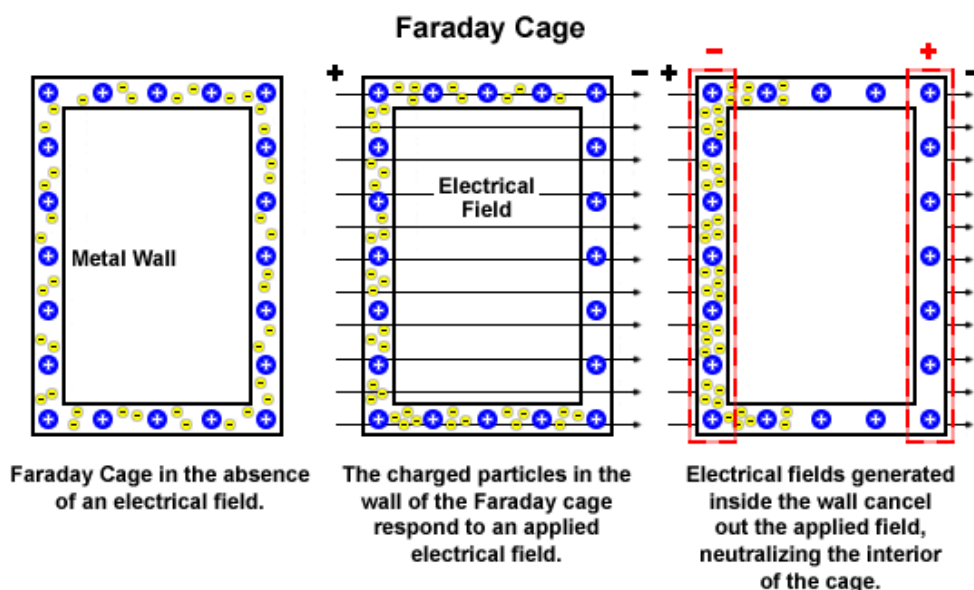 Faraday Cage
+
-
+
-
-
+
Electrical
Field
Metal Wall
Faraday Cage in the absence
of an electrical field.
The charged particles in the
wall of the Faraday cage
respond to an applied
electrical field.
Electrical fields generated
inside the wall cancel
out the applied field,
neutralizing the interior
of the cage.